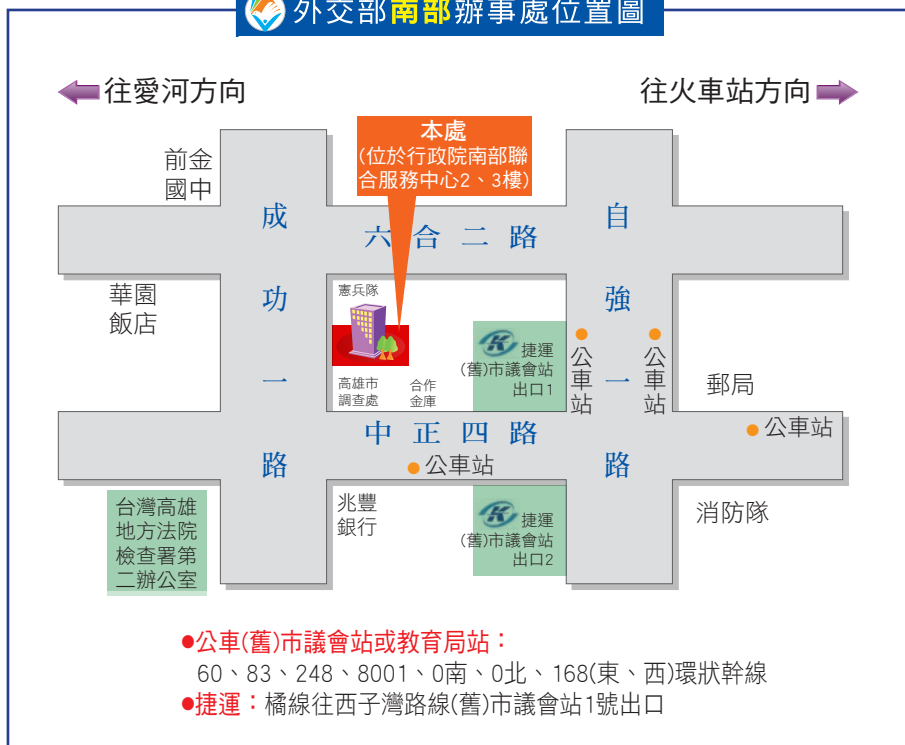 外交部南部辦事處位置圖
往愛河方向
往火車站方向
本處
(位於行政院南部聯
合服務中心2、3樓)
前金
國中
成功一路
六合二路
自強一路
華園
飯店
憲兵隊
高雄市
調查處
合作
金庫
捷運
(舊)市議會站
出口1
公車站
公車站
郵局
中正四路
公車站
公車站
台灣高雄
地方法院
檢查署第
二辦公室
兆豐
銀行
捷運
(舊)市議會站
出口2
消防隊
●公車(舊)市議會站或教育局站：
60、83、248、8001、0南、0北、168(東、西)環狀幹線
●捷運：橘線往西子灣路線(舊)市議會站1號出口